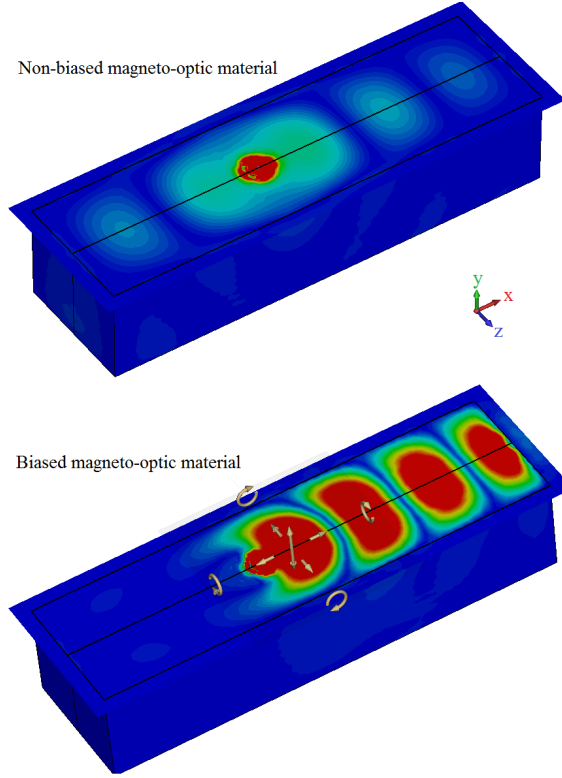 Non-biased magneto-optic material
y
x
z
Biased magneto-optic material